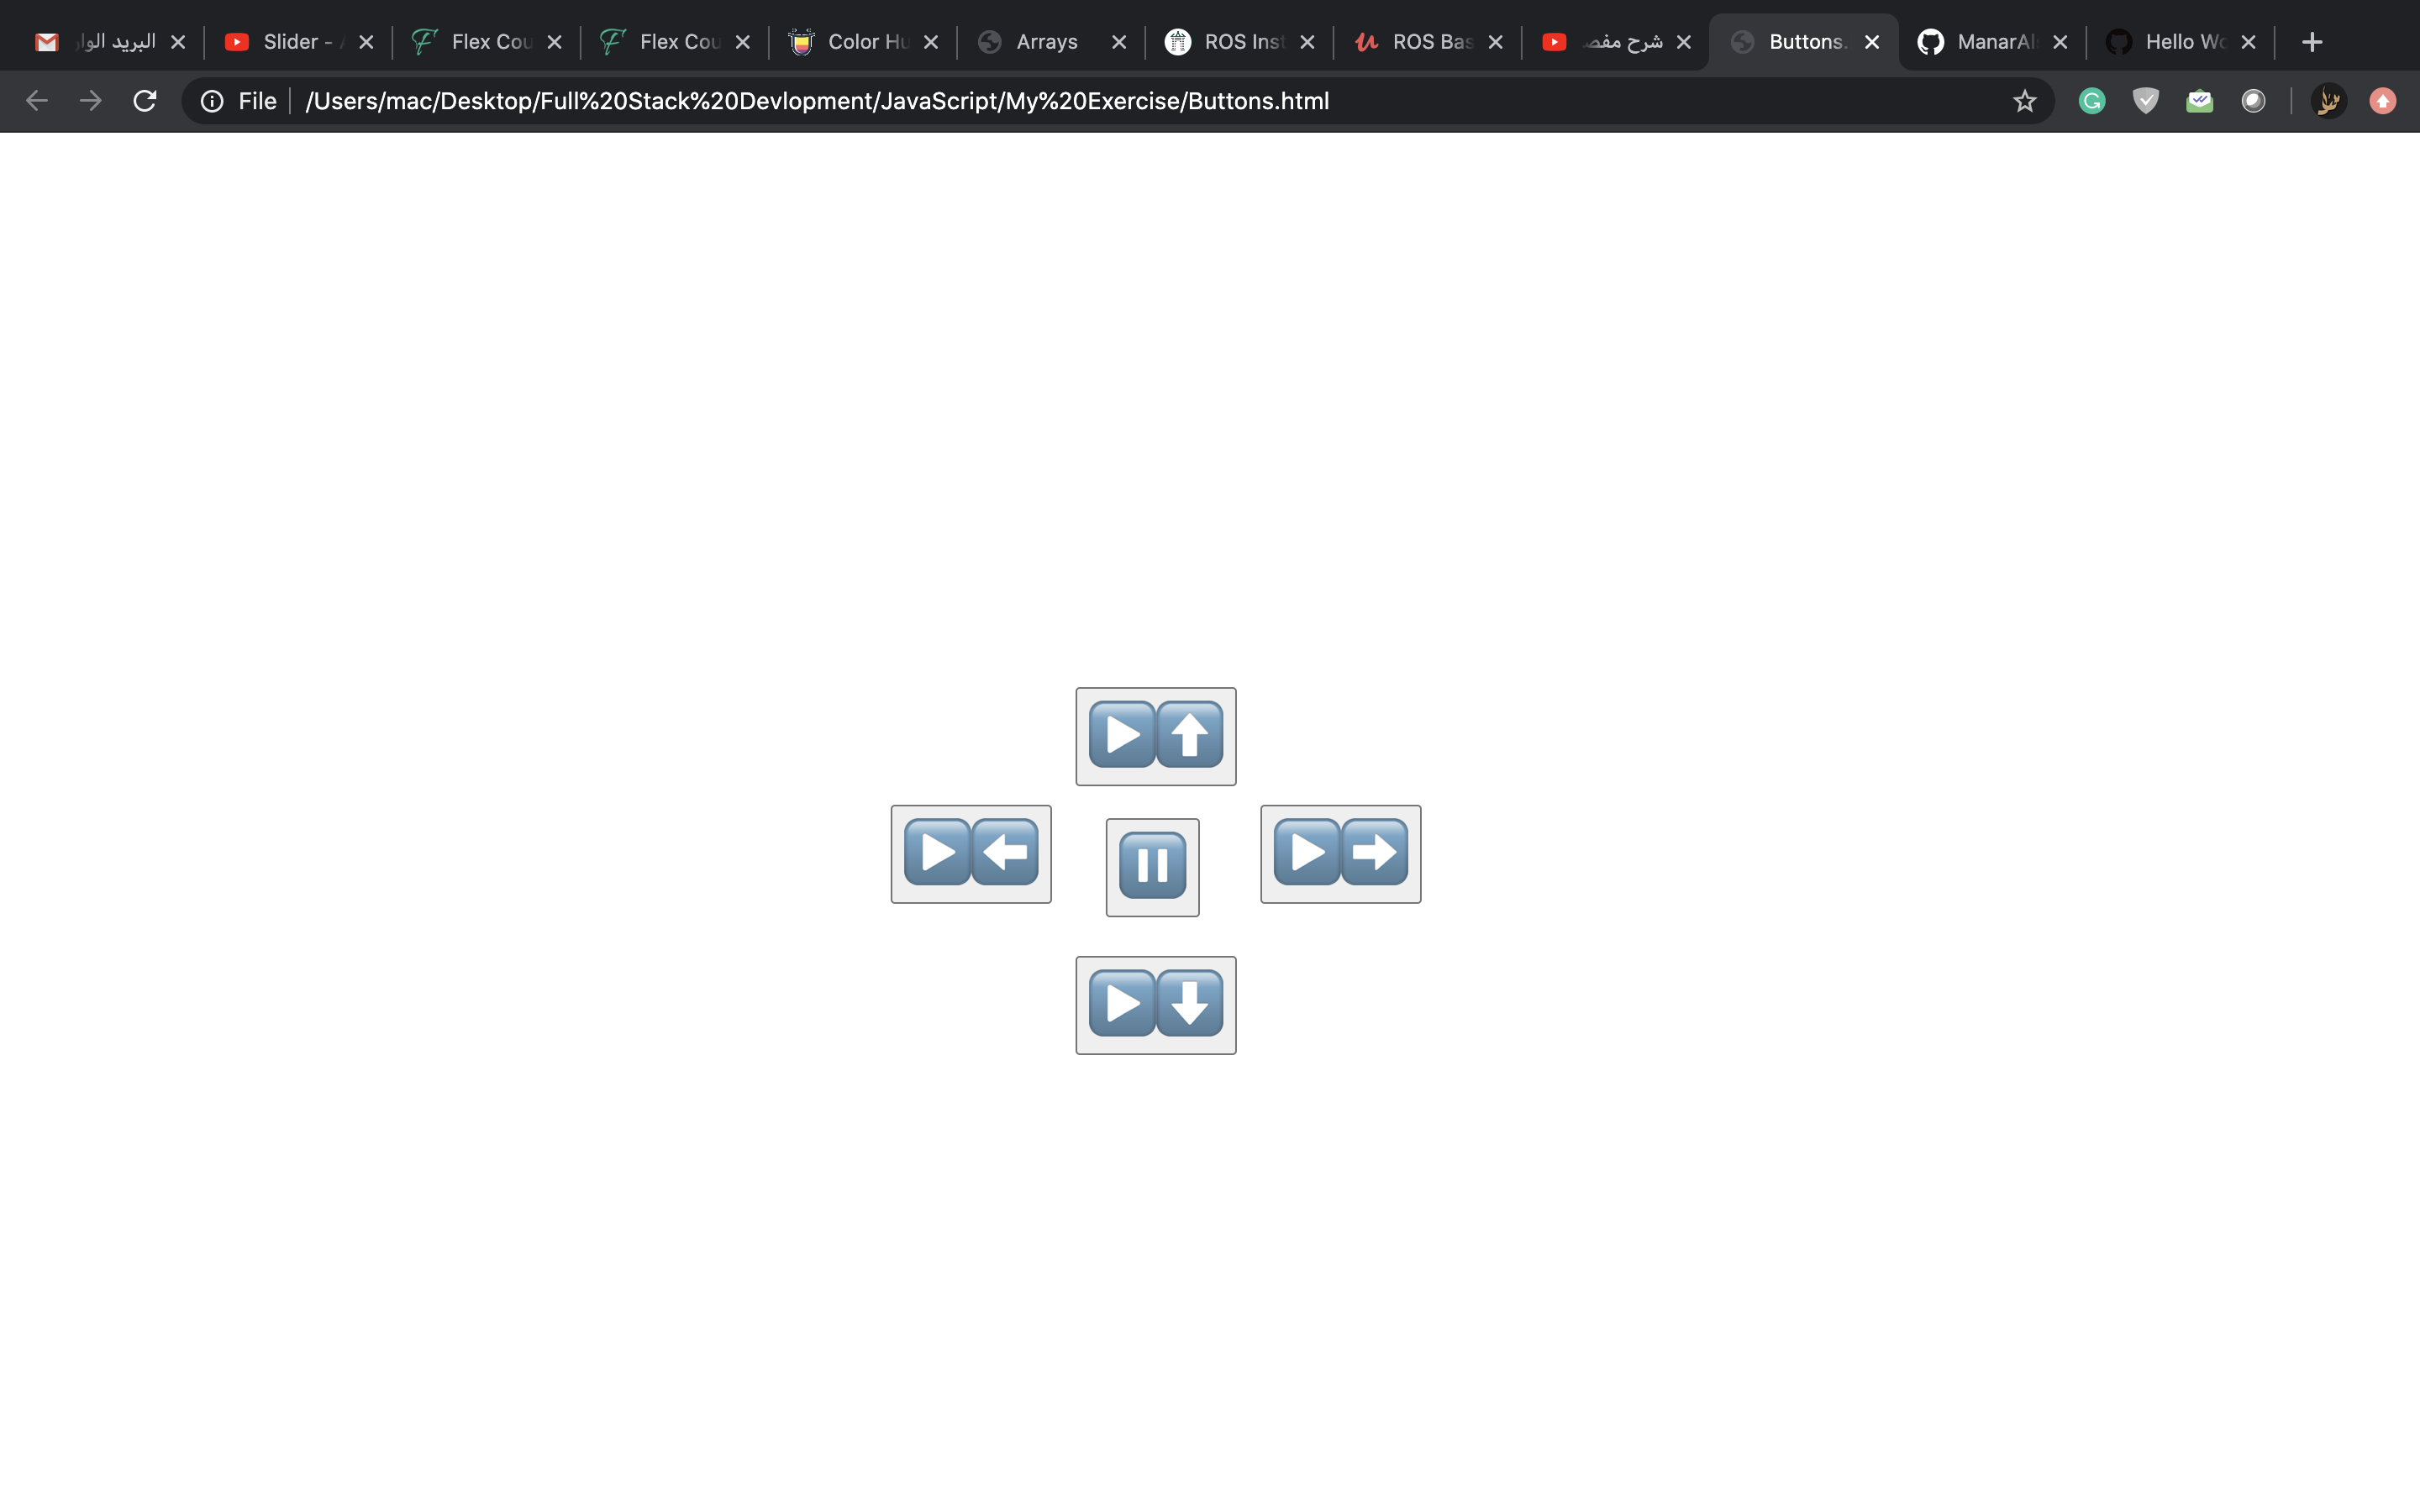 البريد الوار
Slider - A
Flex Cou
Flex Cou
Color Hu
Arrays
ROS Inst
ROS Bas
شرح مفص
Buttons.
ManarAl
Hello Wo
File /Users/mac/Desktop/Full%20Stack%20Devlopment/JavaScript/My%20Exercise/Buttons.html